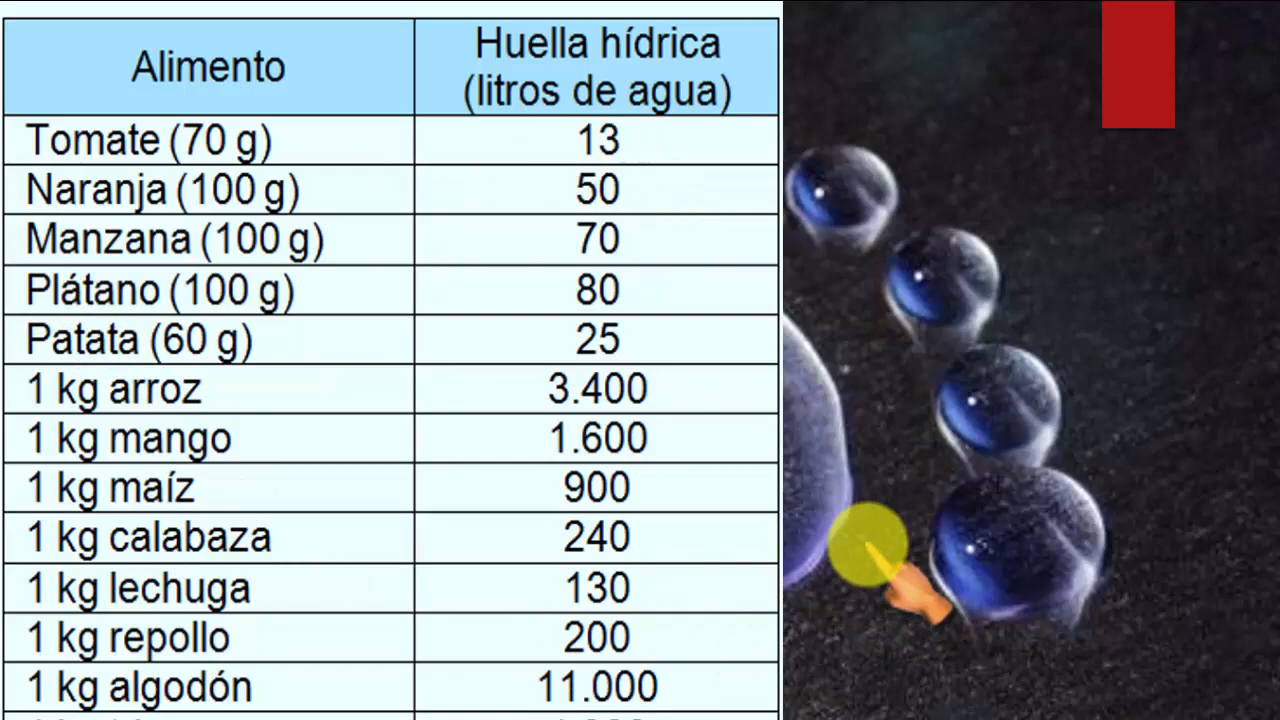 Alimento
Huella hídrica
(litros de agua)
Tomate (70 g) 13
Naranja (100 g) 50
Manzana (100 g) 70
Plátano (100 g) 80
Patata (60 g) 25
1 kg arroz 3.400
1 kg mango 1.600
1 kg maíz 900
1 kg calabaza 240
1 kg lechuga 130
1 kg repollo 200
1 kg algodón 11.000